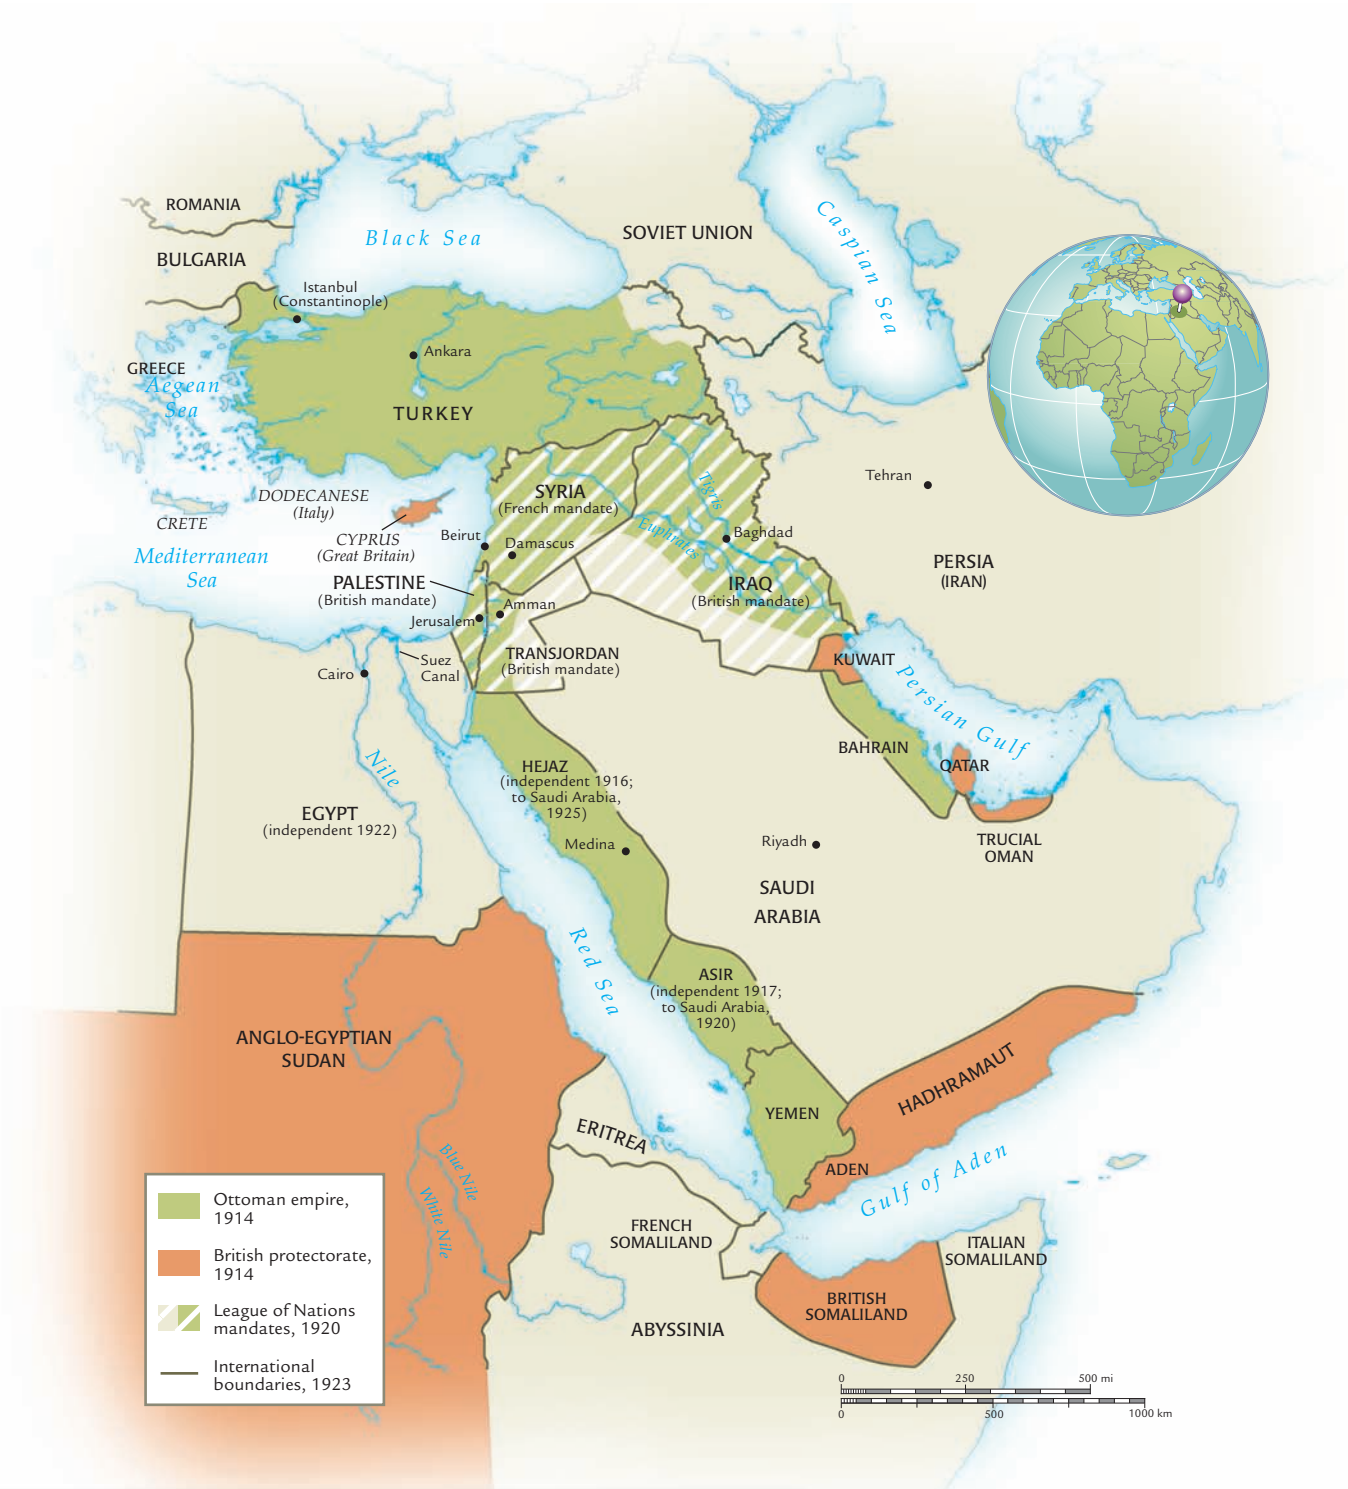 ROMANIA
BULGARIA
Black Sea
SOVIET UNION
Caspian Sea
Istanbul
(Constantinople)
Ankara
GREECE
Aegean
Sea
TURKEY
Tehran
DODECANESE
(Italy)
CRETE
CYPRUS
(Great Britain)
Mediterranean
Sea
SYRIA
(French mandate)
Tigris
Euphrates
Beirut
Damascus
Baghdad
PERSIA
(IRAN)
PALESTINE
(British mandate)
IRAQ
(British mandate)
Amman
Jerusalem
TRANSJORDAN
(British mandate)
Suez
Canal
Cairo
KUWAIT
Persian Gulf
Nile
BAHRAIN
QATAR
HEJAZ
(independent 1916;
to Saudi Arabia,
1925)
EGYPT
(independent 1922)
Medina
Riyadh
TRUCIAL
OMAN
SAUDI
ARABIA
Red Sea
ASIR
(independent 1917;
to Saudi Arabia,
1920)
ANGLO-EGYPTIAN
SUDAN
HADHRAMAUT
YEMEN
ERITREA
ADEN
Gulf of Aden
Blue Nile
White Nile
FRENCH
SOMALILAND
ITALIAN
SOMALILAND
BRITISH
SOMALILAND
ABYSSINIA
Ottoman empire,
1914
British protectorate,
1914
League of Nations
mandates, 1920
International
boundaries, 1923
0 250 500 mi
0 500 1000 km